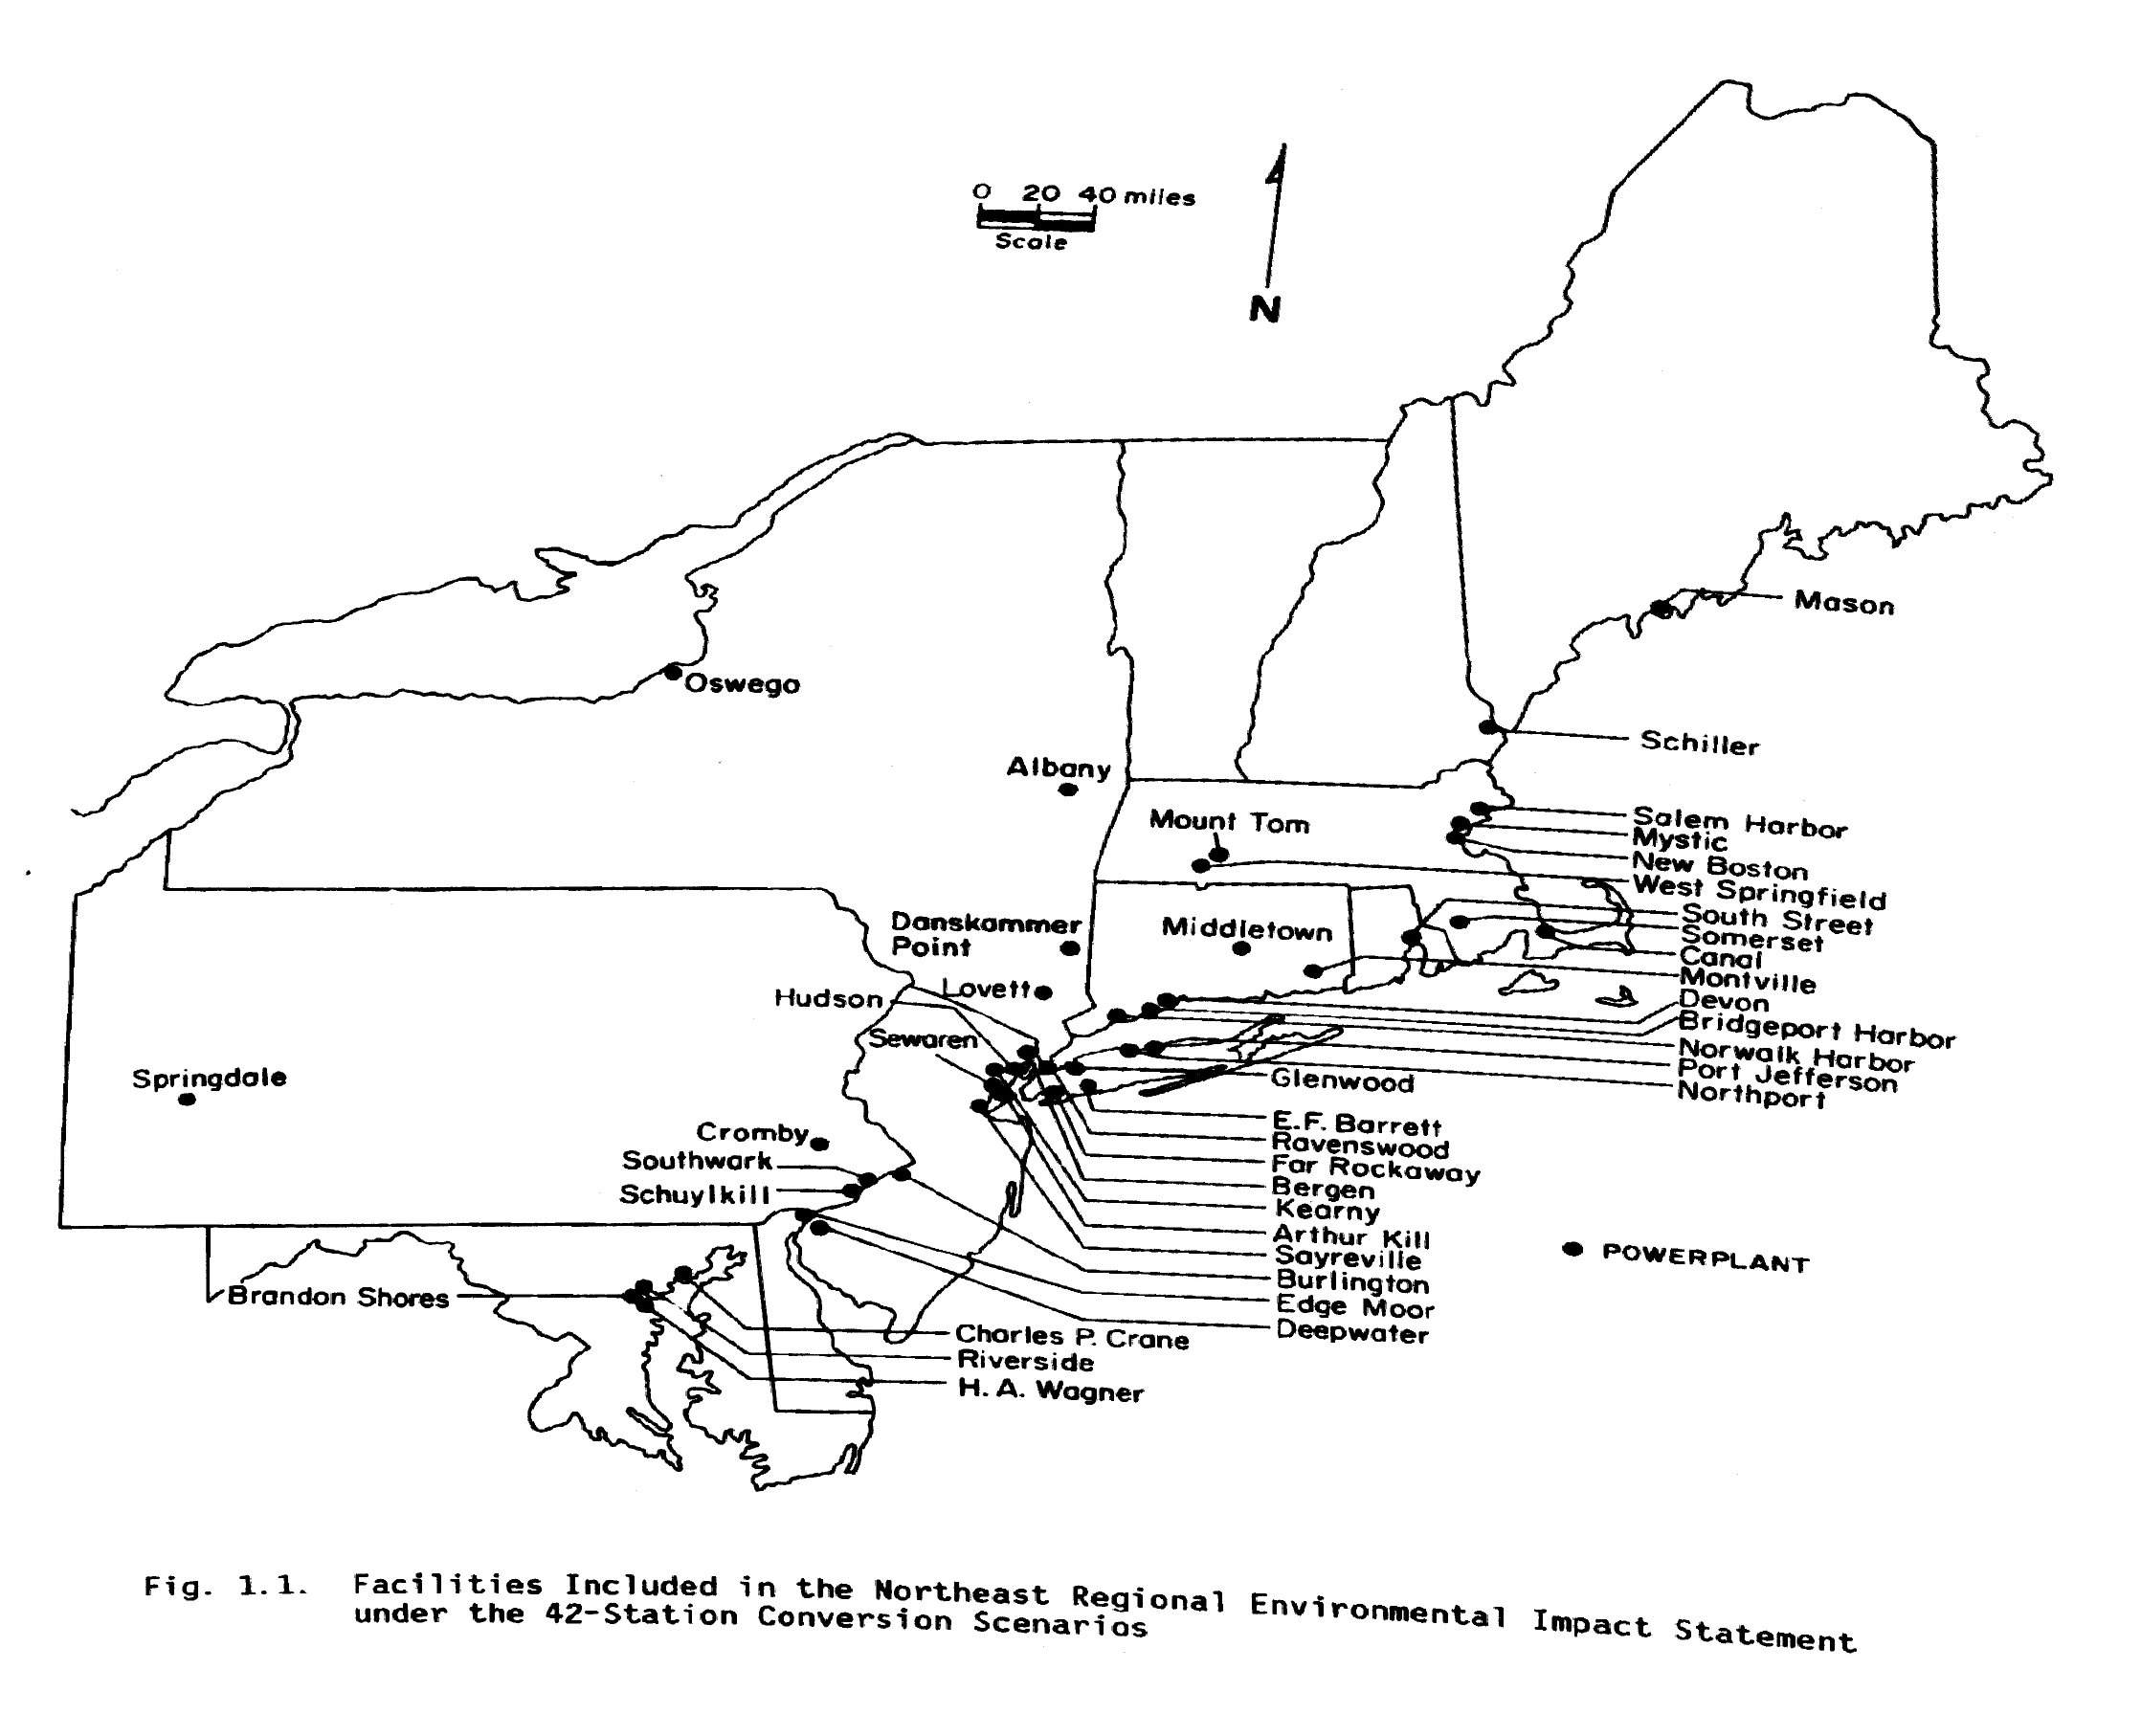 0 20 40 miles
Scale
N
Mason
Oswego
Schiller
Albany
Mount Tom
Salem Harbor
Mystic
New Boston
West Springfield
South Street
Somerset
Canal
Montville
Devon
Bridgeport Harbor
Norwalk Harbor
Port Jefferson
Northport
Danskammer
Point
Middletown
Lovett
Hudson
Sewaren
Springdale
Glenwood
E.F. Barrett
Ravenswood
Far Rockaway
Bergen
Kearny
Arthur Kill
Sayreville
Burlington
Edge Moor
Deepwater
Cromby
Southwark
Schuylkill
POWERPLANT
Brandon Shores
Charles P. Crane
Riverside
H. A. Wagner
Fig. 1.1. Facilities Included in the Northeast Regional Environmental Impact Statement
under the 42-Station Conversion Scenarios